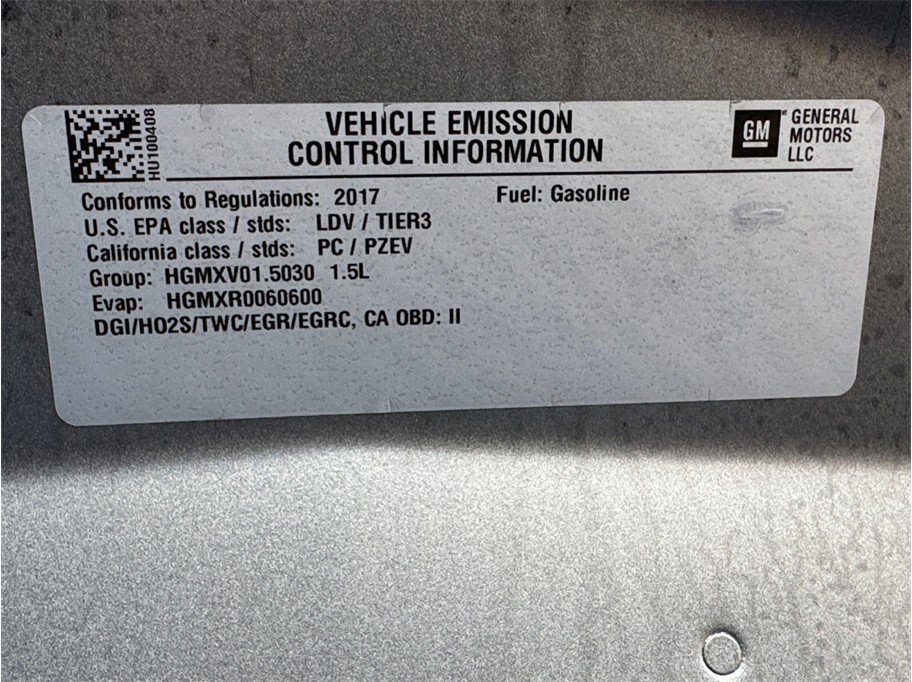 HU100408
VEHICLE EMISSION
CONTROL INFORMATION
GM
GENERAL
MOTORS
LLC
Conforms to Regulations: 2017 Fuel: Gasoline
U.S. EPA class / stds: LDV / TIER3
California class / stds: PC / PZEV
Group: HGMXV01.5030 1.5L
Evap: HGMXR0060600
DGI/HO2S/TWC/EGR/EGRC, CA OBD: II